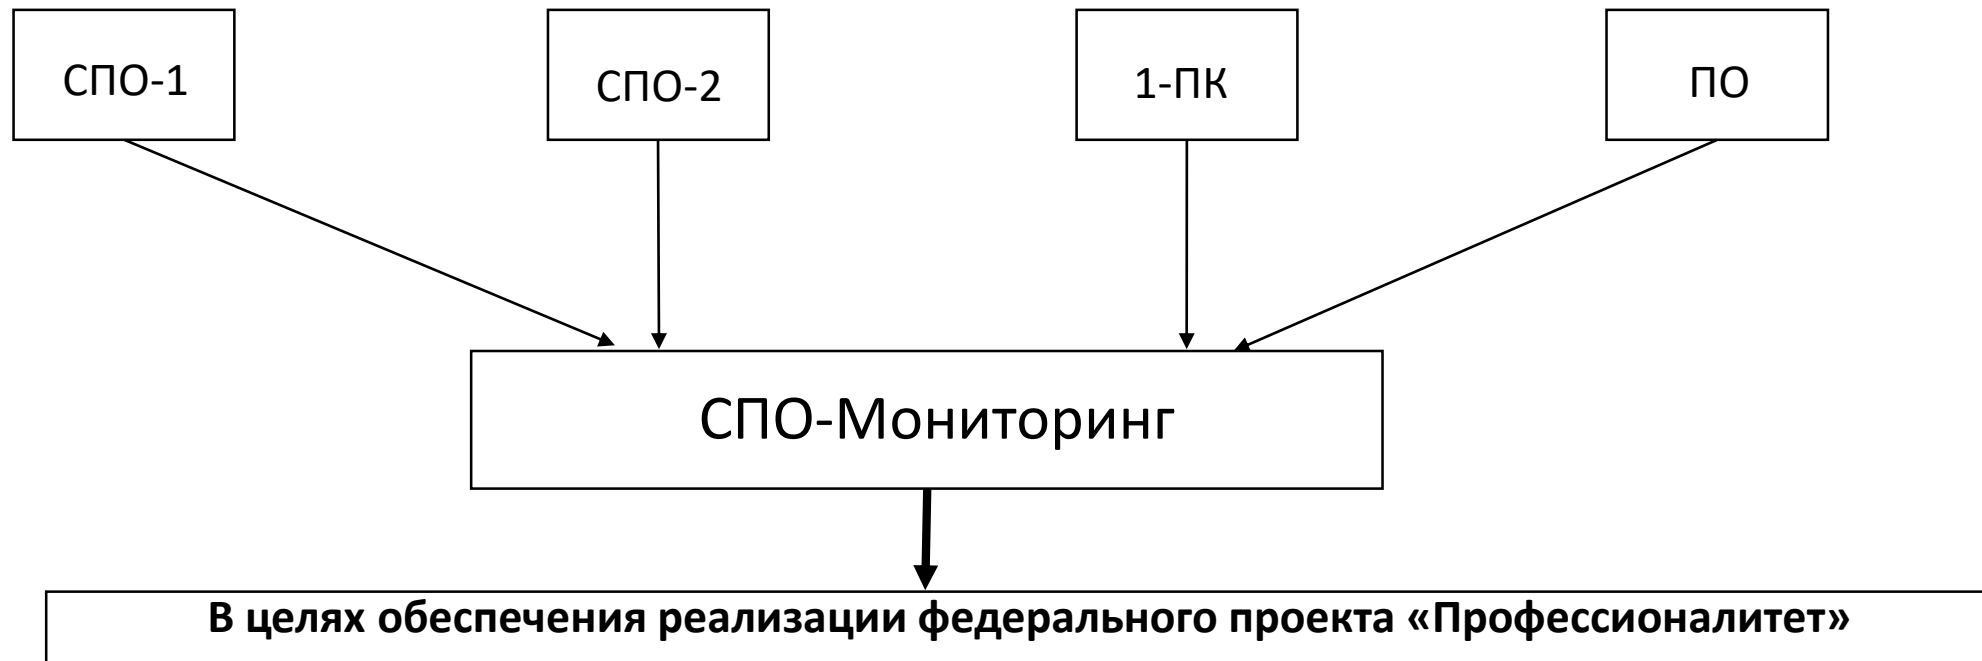 СПО-1
СПО-2
1-ПК
ПО
СПО-Мониторинг
В целях обеспечения реализации федерального проекта «Профессионалитет»